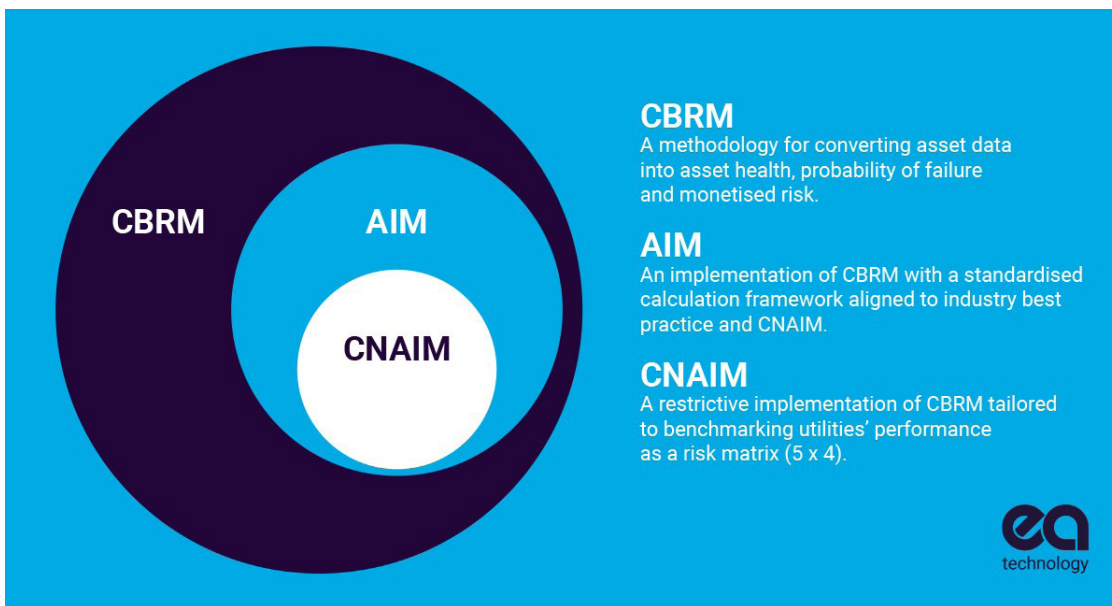 CBRM
AIM
CNAIM
CBRM
A methodology for converting asset data
into asset health, probability of failure
and monetised risk.
AIM
An implementation of CBRM with a standardised
calculation framework aligned to industry best
practice and CNAIM.
CNAIM
A restrictive implementation of CBRM tailored
to benchmarking utilities’ performance
as a risk matrix (5 x 4).
ea
technology